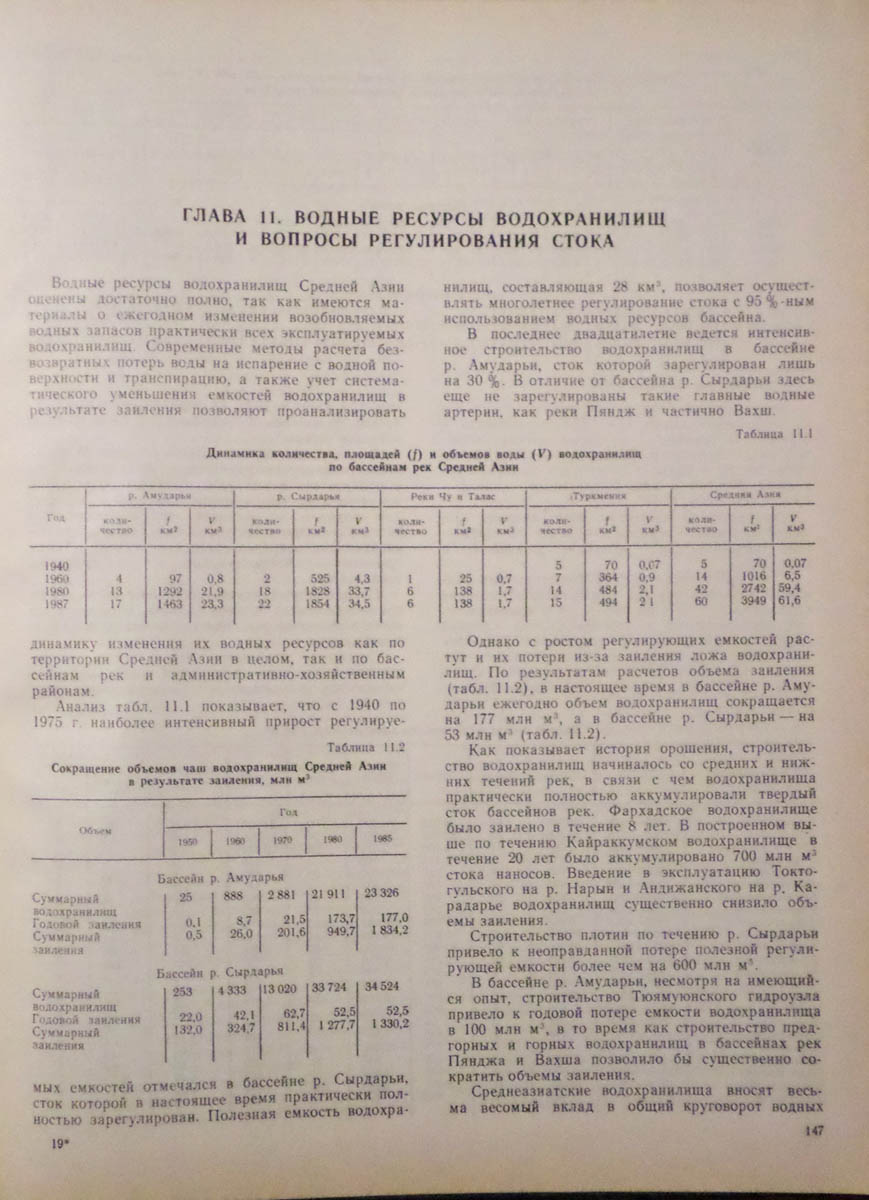 ГЛАВА 11. ВОДНЫЕ РЕСУРСЫ ВОДОХРАНИЛИЩ
И ВОПРОСЫ РЕГУЛИРОВАНИЯ СТОКА
Водные ресурсы водохранилищ Средней Азии
оценены достаточно полно, так как имеются ма-
териалы о ежегодном изменении возобновляемых
водных запасов практически всех эксплуатируемых
водохранилищ. Современные методы расчета без-
возвратных потерь воды на испарение с водной по-
верхности и транспирацию, а также учет система-
тического уменьшения емкостей водохранилищ в
результате заиления позволяют проанализировать
нилищ, составляющая 28 км³, позволяет осущест-
влять многолетнее регулирование стока с 95 %-ным
использованием водных ресурсов бассейна.
В последнее двадцатилетие ведется интенсив-
ное строительство водохранилищ в бассейне
р. Амударьи, сток которой зарегулирован лишь
на 30 %. В отличие от бассейна р. Сырдарьи здесь
еще не зарегулированы такие главные водные
артерии, как реки Пяндж и частично Вахш.
Таблица 11.1
Динамика количества, площадей (f) и объемов воды (V) водохранилищ
по бассейнам рек Средней Азии
Год р. Амударья р. Сырдарья Реки Чу и Талас Туркмения Средняя Азия
коли-чество f км² V км³ коли-чество f км² V км³ коли-чество f км² V км³ коли-чество f км² V км³ коли-чество f км² V км³
1940 5 70 0,07 5 70 0,07
1960 4 97 0,8 2 525 4,3 1 25 0,7 7 364 0,9 14 1016 6,5
1980 13 1292 21,9 18 1828 33,7 6 138 1,7 14 484 2,1 42 2742 59,4
1987 17 1463 23,3 22 1854 34,5 6 138 1,7 15 494 2 1 60 3949 61,6
динамику изменения их водных ресурсов как по
территории Средней Азии в целом, так и по бас-
сейнам рек и административно-хозяйственным
районам.
Анализ табл. 11.1 показывает, что с 1940 по
1975 г. наиболее интенсивный прирост регулируе-
Таблица 11.2
Сокращение объемов чаш водохранилищ Средней Азии
в результате заиления, млн м³
Объем Год
1950 1960 1970 1980 1985
Бассейн р. Амударья
Суммарный водохранилищ 25 888 2 881 21 911 23 326
Годовой заиления 0,1 8,7 21,5 173,7 177,0
Суммарный заиления 0,5 26,0 201,6 949,7 1 834,2
Бассейн р. Сырдарья
Суммарный водохранилищ 253 4 333 13 020 33 724 34 524
Годовой заиления 22,0 42,1 62,7 52,5 52,5
Суммарный заиления 132,0 324,7 811,4 1 277,7 1 330,2
мых емкостей отмечался в бассейне р. Сырдарьи,
сток которой в настоящее время практически пол-
ностью зарегулирован. Полезная емкость водохра-
19*
Однако с ростом регулирующих емкостей рас-
тут и их потери из-за заиления ложа водохрани-
лищ. По результатам расчетов объема заиления
(табл. 11.2), в настоящее время в бассейне р. Аму-
дарьи ежегодно объем водохранилищ сокращается
на 177 млн м³, а в бассейне р. Сырдарьи — на
53 млн м³ (табл. 11.2).
Как показывает история орошения, строитель-
ство водохранилищ начиналось со средних и ниж-
них течений рек, в связи с чем водохранилища
практически полностью аккумулировали твердый
сток бассейнов рек. Фархадское водохранилище
было заилено в течение 8 лет. В построенном вы-
ше по течению Кайраккумском водохранилище в
течение 20 лет было аккумулировано 700 млн м³
стока наносов. Введение в эксплуатацию Токто-
гульского на р. Нарын и Андижанского на р. Ка-
радарье водохранилищ существенно снизило объ-
емы заиления.
Строительство плотин по течению р. Сырдарьи
привело к неоправданной потере полезной регули-
рующей емкости более чем на 600 млн м³.
В бассейне р. Амударьи, несмотря на имеющий-
ся опыт, строительство Тюямуюнского гидроузла
привело к годовой потере емкости водохранилища
в 100 млн м³, в то время как строительство пред-
горных и горных водохранилищ в бассейнах рек
Пянджа и Вахша позволило бы существенно со-
кратить объемы заиления.
Среднеазиатские водохранилища вносят весь-
ма весомый вклад в общий круговорот водных
147